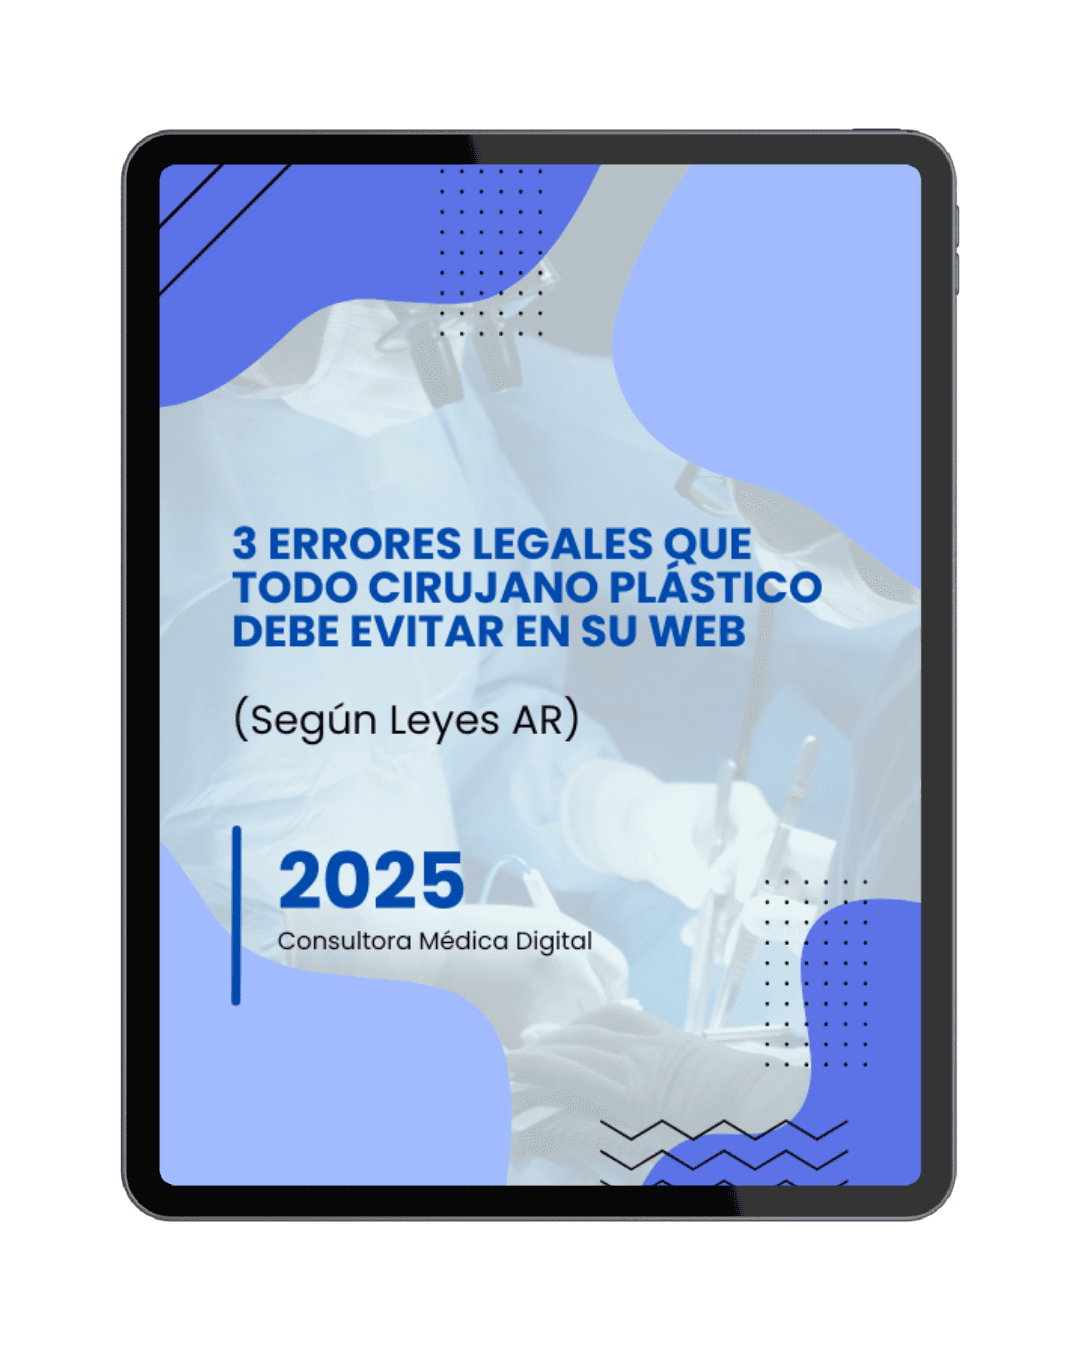 3 ERRORES LEGALES QUE
TODO CIRUJANO PLÁSTICO
DEBE EVITAR EN SU WEB
(Según Leyes AR)
2025
Consultora Médica Digital